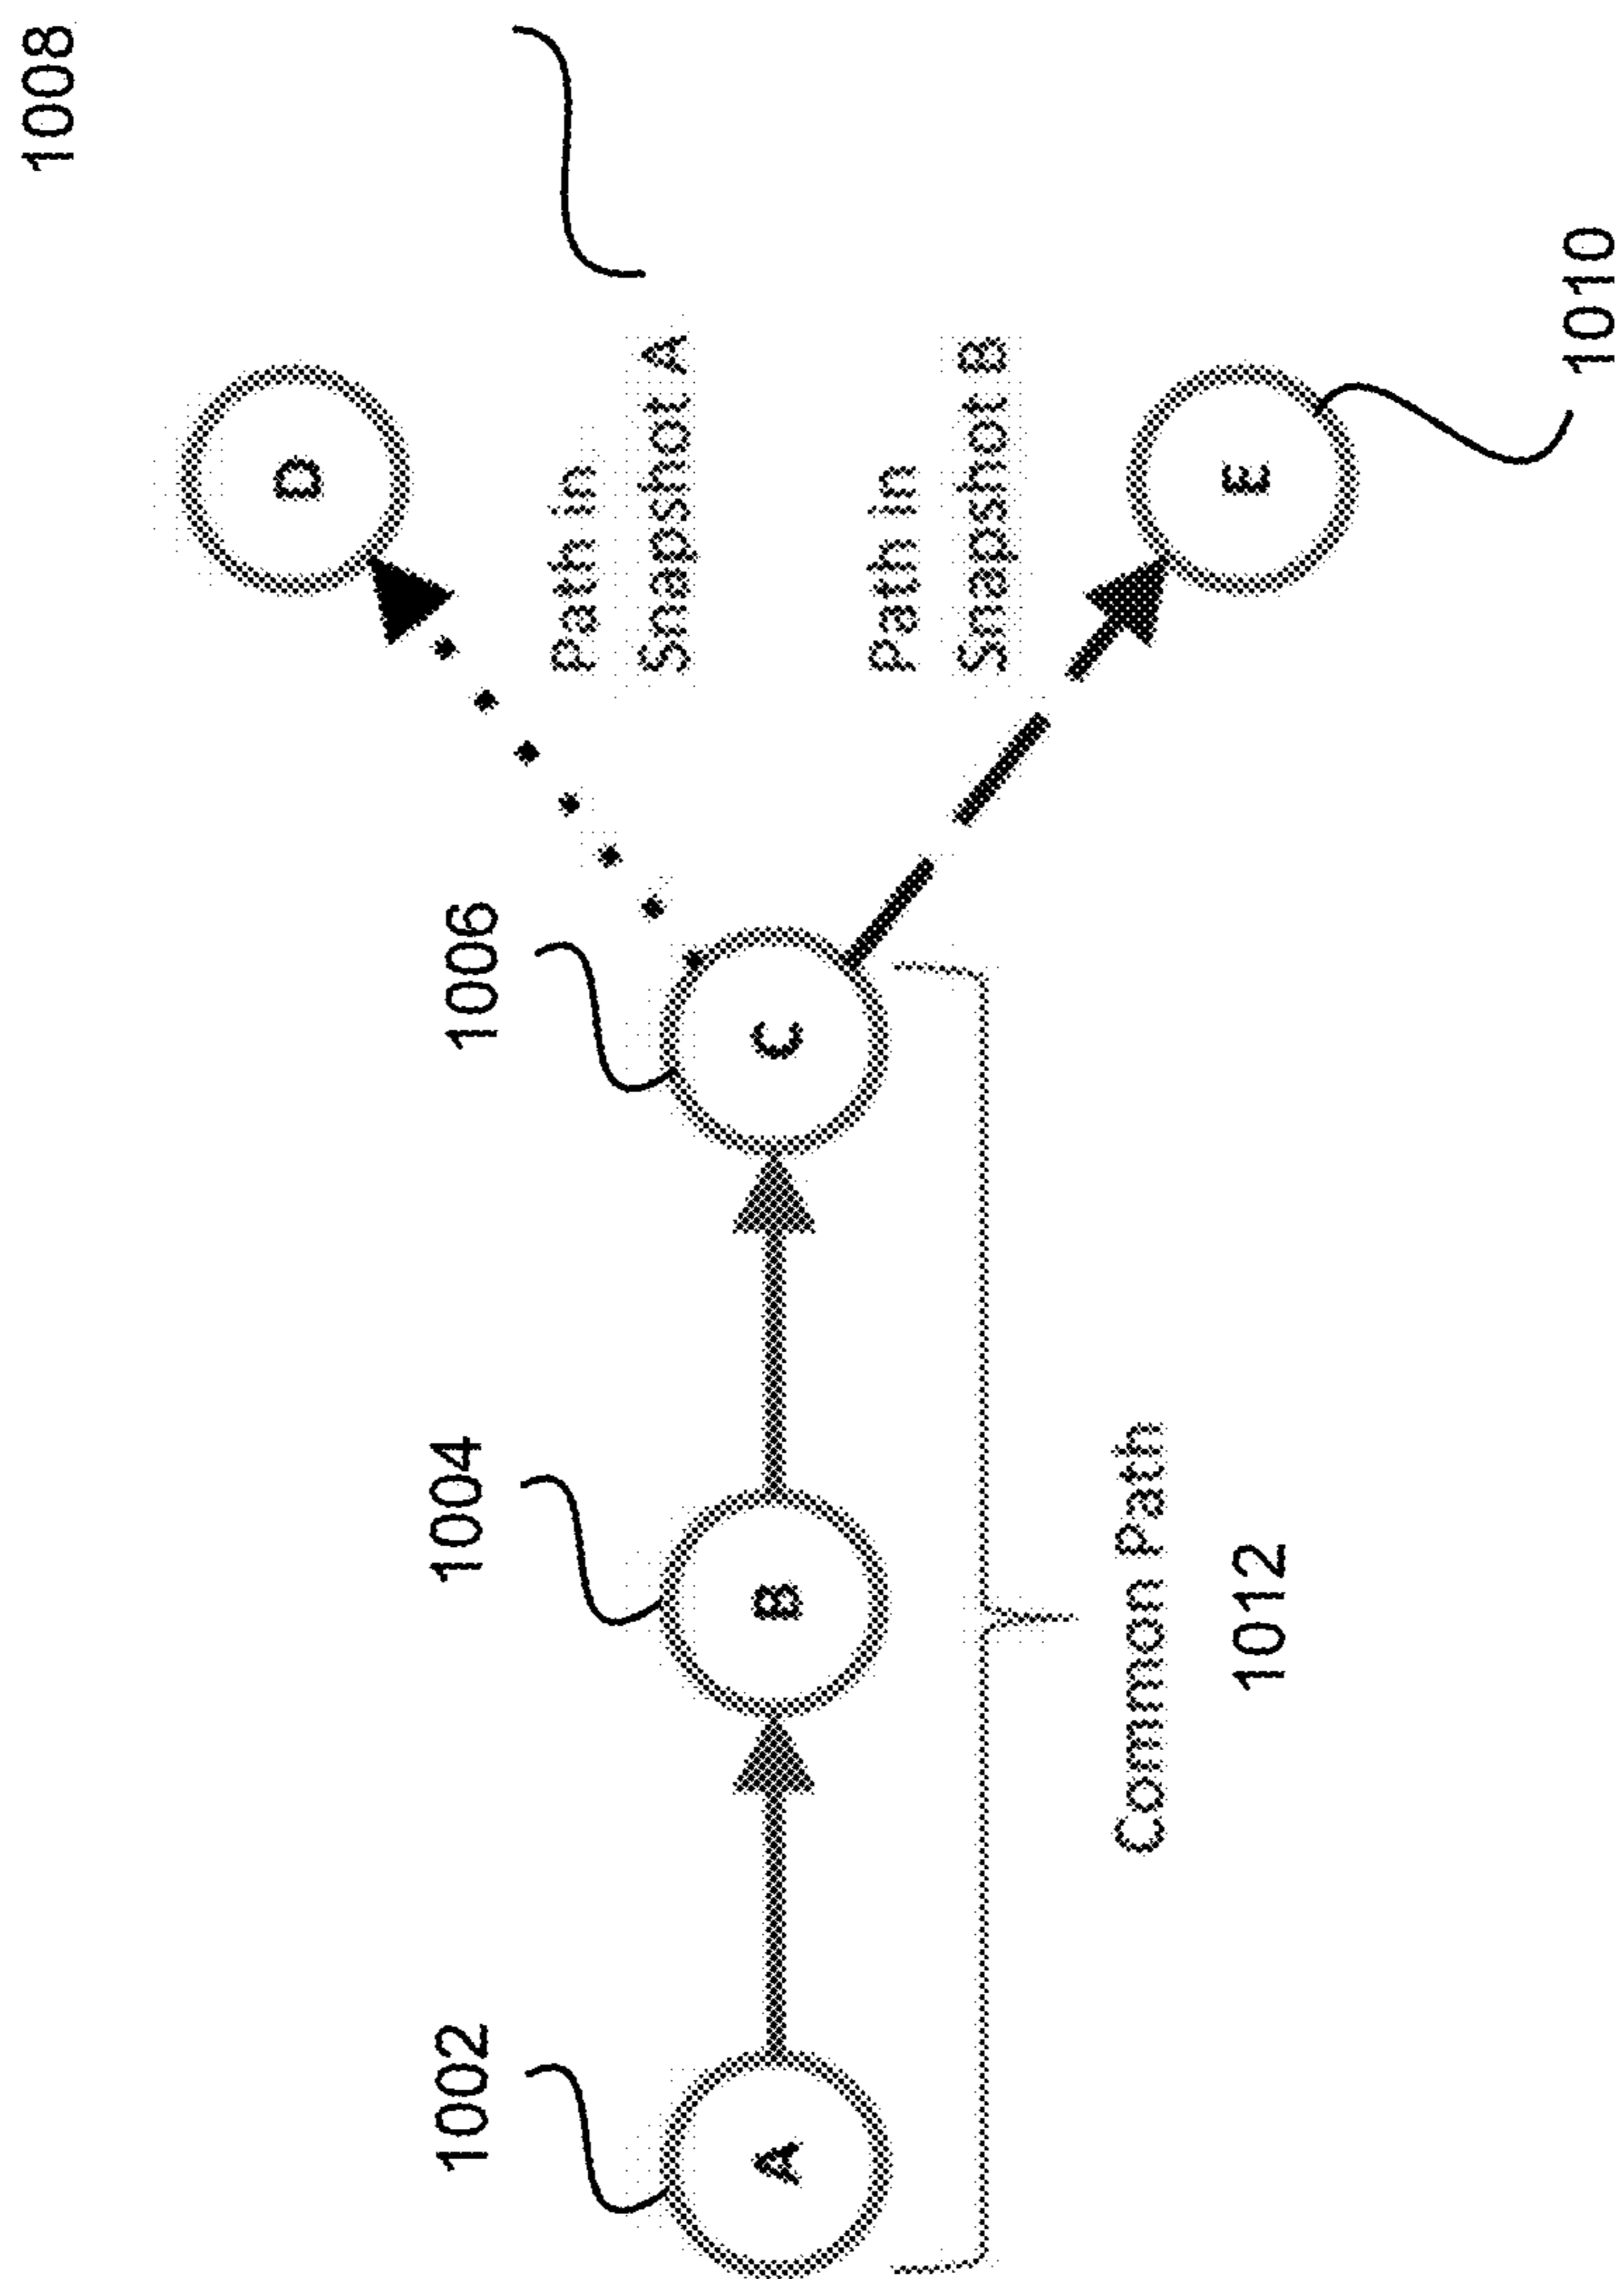 1008
D
Path in
Snapshot A
1006
1004
1002
A
B
C
Path in
Snapshot B
E
Common Path
1012
1010